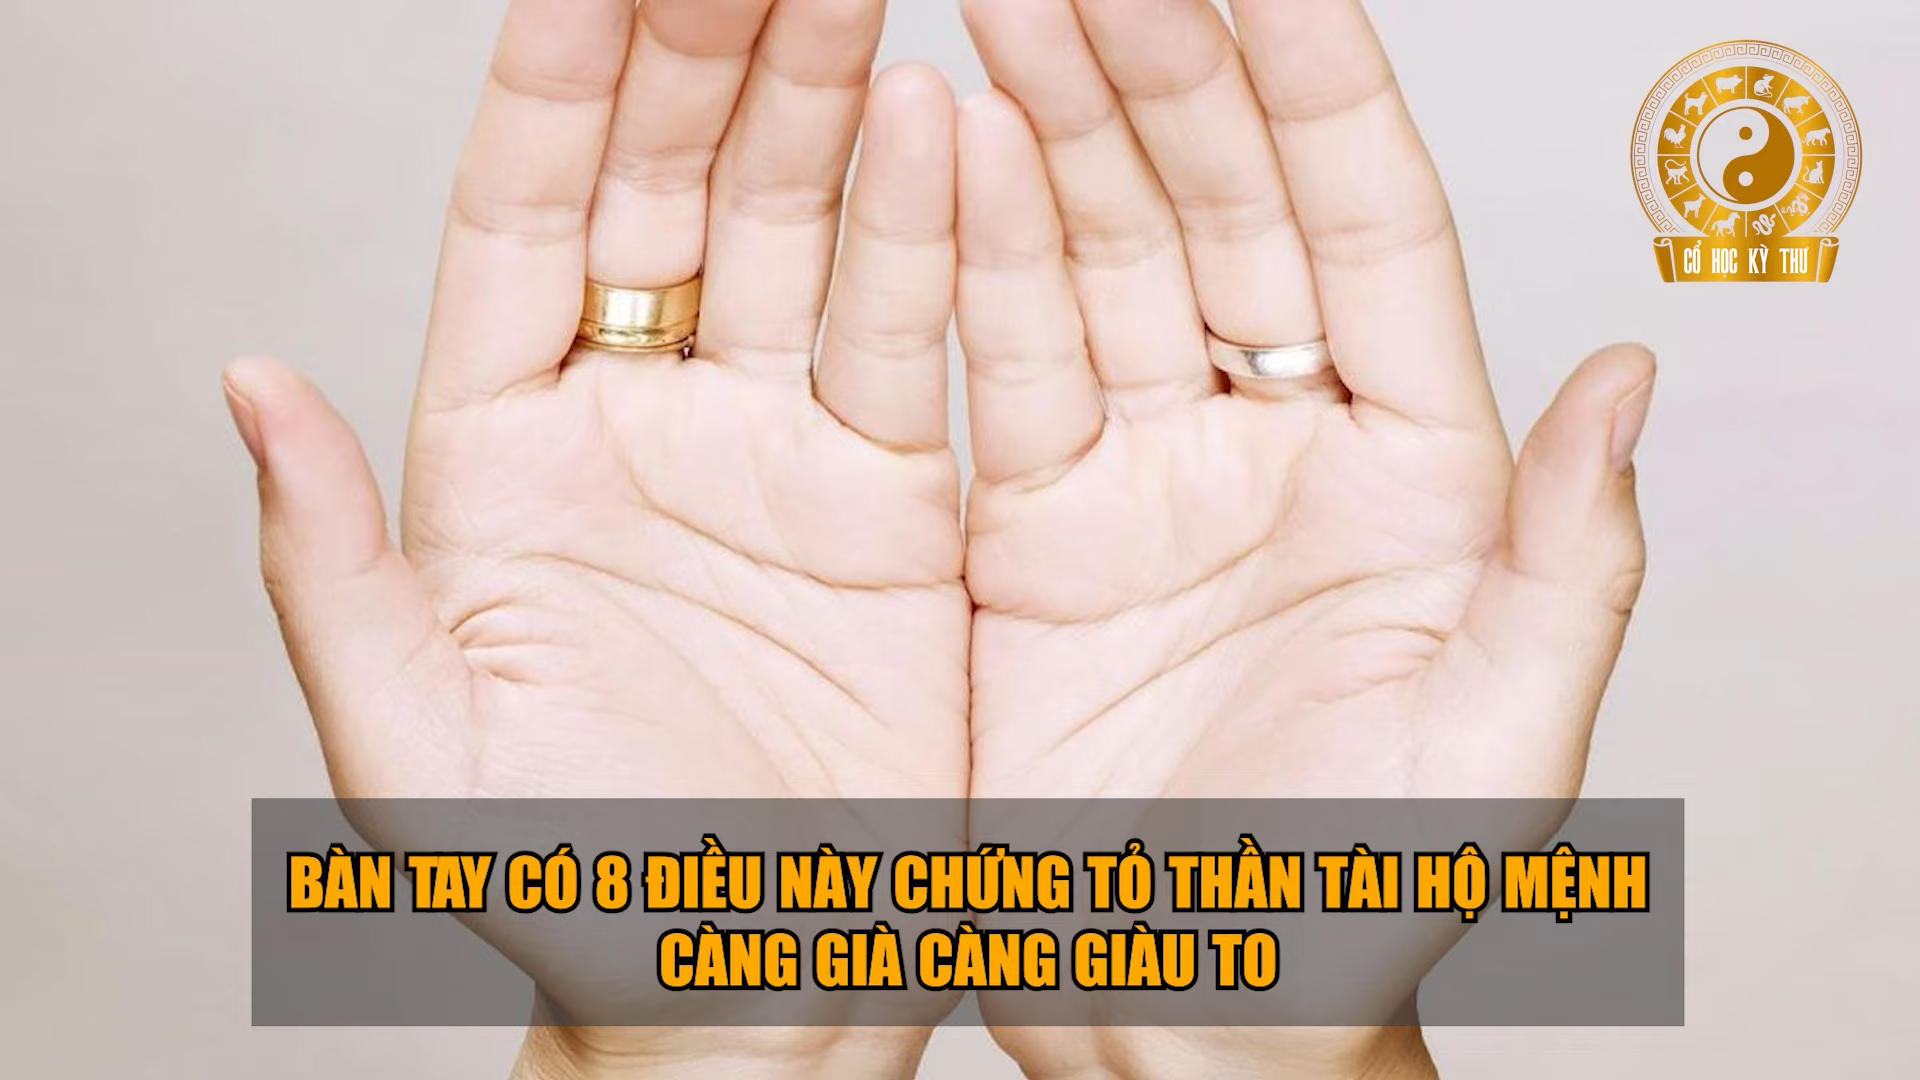 CỔ HỌC KỲ THƯ
BÀN TAY CÓ 8 ĐIỀU NÀY CHỨNG TỎ THẦN TÀI HỘ MỆNH
CÀNG GIÀ CÀNG GIÀU TO